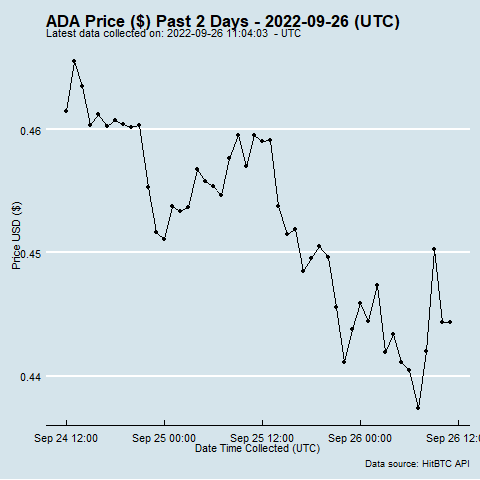 ADA Price ($) Past 2 Days - 2022-09-26 (UTC)
Latest data collected on: 2022-09-26 11:04:03  - UTC
0.46
0.45
0.44
Price USD ($)
Sep 24 12:00
Sep 25 00:00
Sep 25 12:00
Sep 26 00:00
Sep 26 12:0
Date Time Collected (UTC)
Data source: HitBTC API